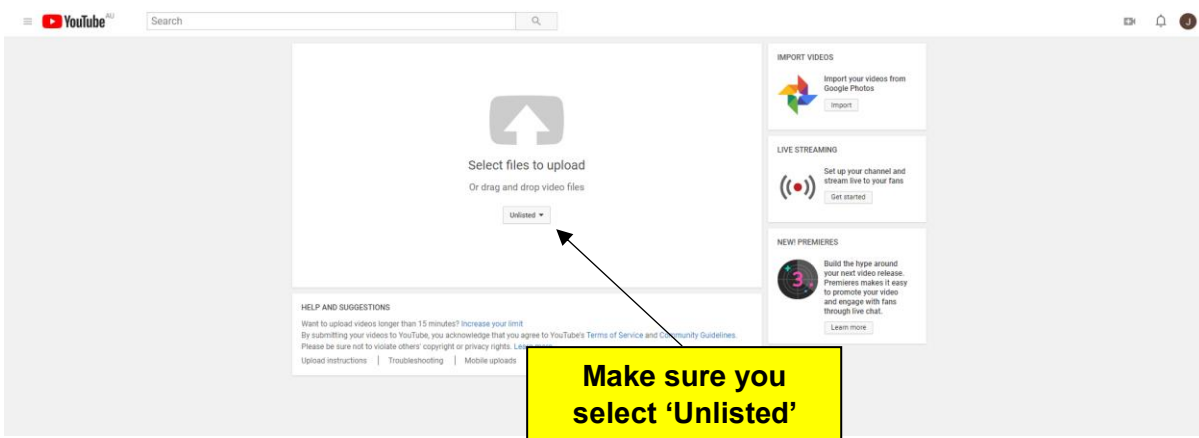 YouTube AU
Search
J
Select files to upload
Or drag and drop video files
Unlisted
HELP AND SUGGESTIONS
Want to upload videos longer than 15 minutes? Increase your limit
By submitting your videos to YouTube, you acknowledge that you agree to YouTube's Terms of Service and Community Guidelines.
Please be sure not to violate others' copyright or privacy rights. Learn more
Upload instructions | Troubleshooting | Mobile uploads
IMPORT VIDEOS
Import your videos from
Google Photos
Import
LIVE STREAMING
Set up your channel and
stream live to your fans
Get started
NEW! PREMIERES
3
Build the hype around
your next video release.
Premieres makes it easy
to promote your video
and engage with fans
through live chat.
Learn more
Make sure you
select ‘Unlisted’